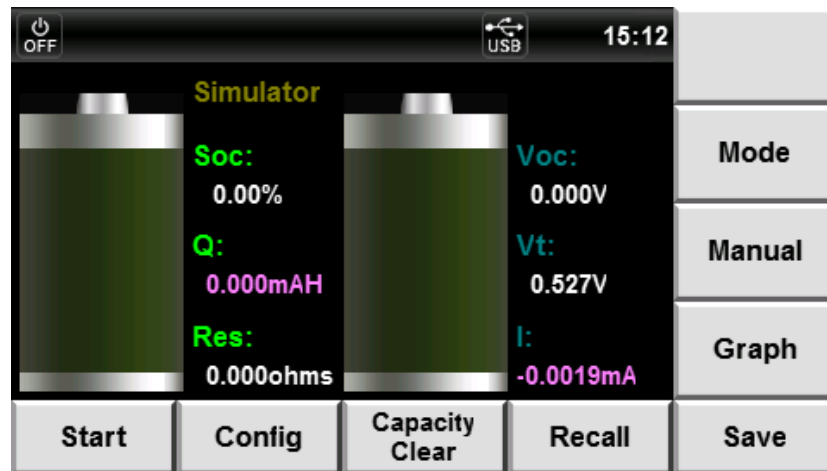 OFF
USB
15:12
Simulator
Soc:
0.00%
Q:
0.000mAH
Res:
0.000ohms
Voc:
0.000V
Vt:
0.527V
I:
-0.0019mA
Mode
Manual
Graph
Start
Config
Capacity
Clear
Recall
Save